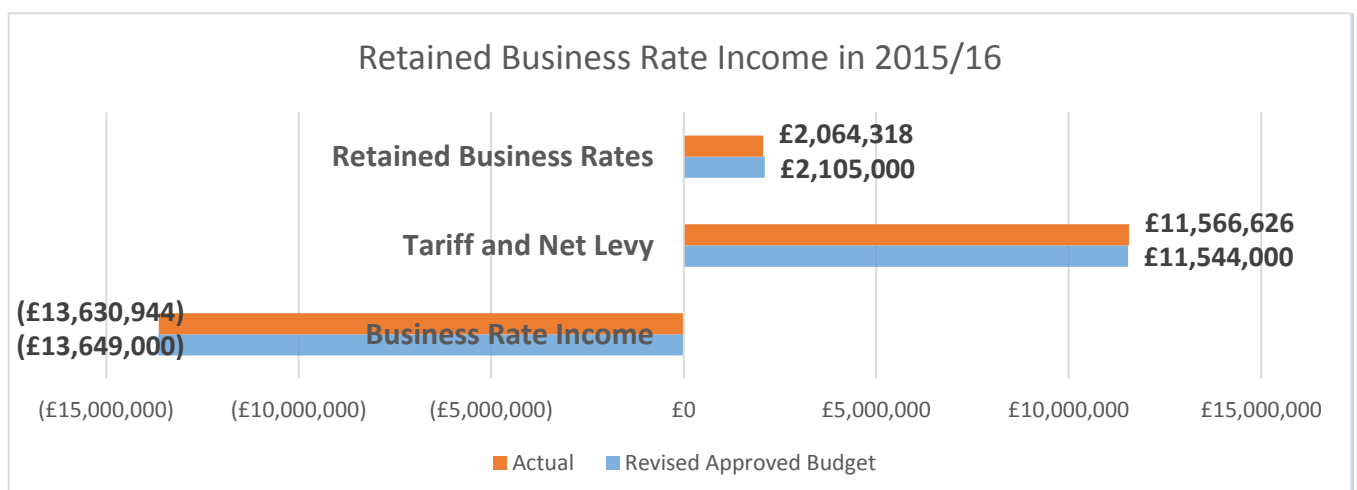 Retained Business Rate Income in 2015/16
Retained Business Rates
£2,064,318
£2,105,000
Tariff and Net Levy
£11,566,626
£11,544,000
(£13,630,944)
(£13,649,000)
Business Rate Income
(£15,000,000) (£10,000,000) (£5,000,000) £0 £5,000,000 £10,000,000 £15,000,000
Actual Revised Approved Budget